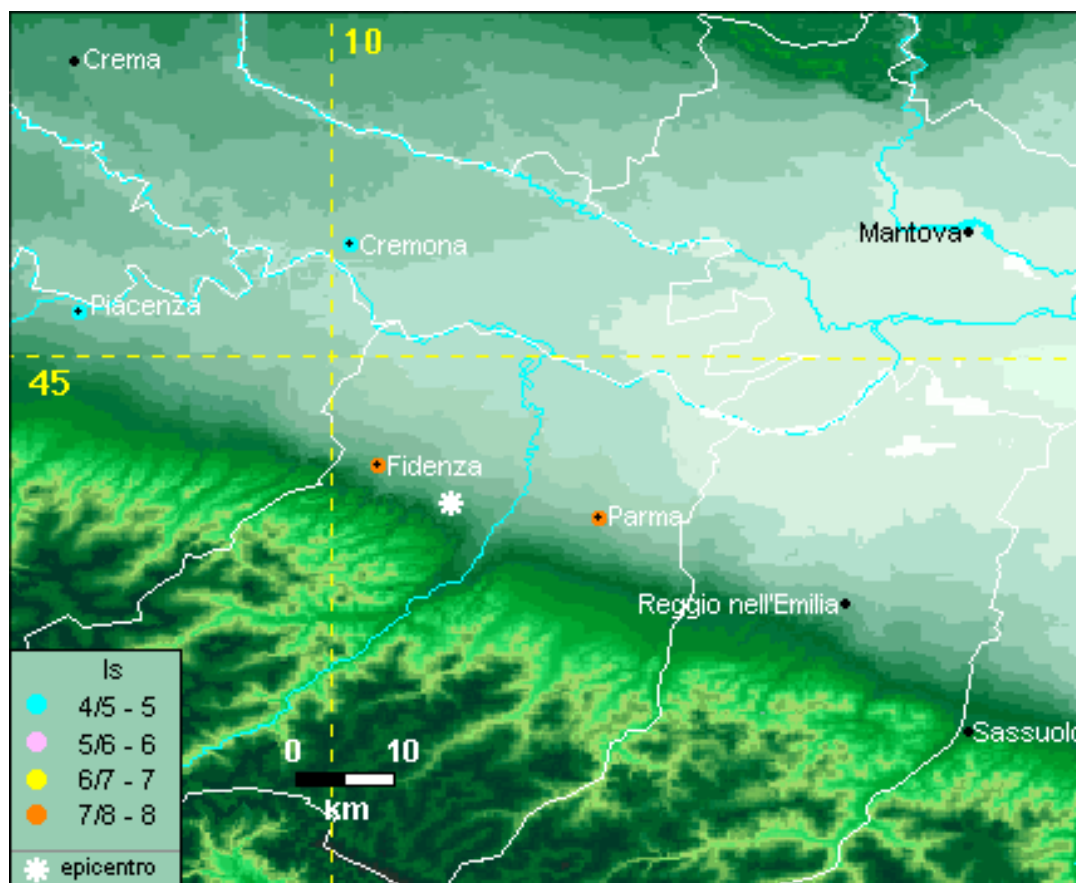 10
Crema
Cremona
Mantova
Piacenza
45
Fidenza
Parma
Reggio nell'Emilia
Sassuolo
Is
4/5 - 5
5/6 - 6
6/7 - 7
7/8 - 8
epicentro
0 10
km